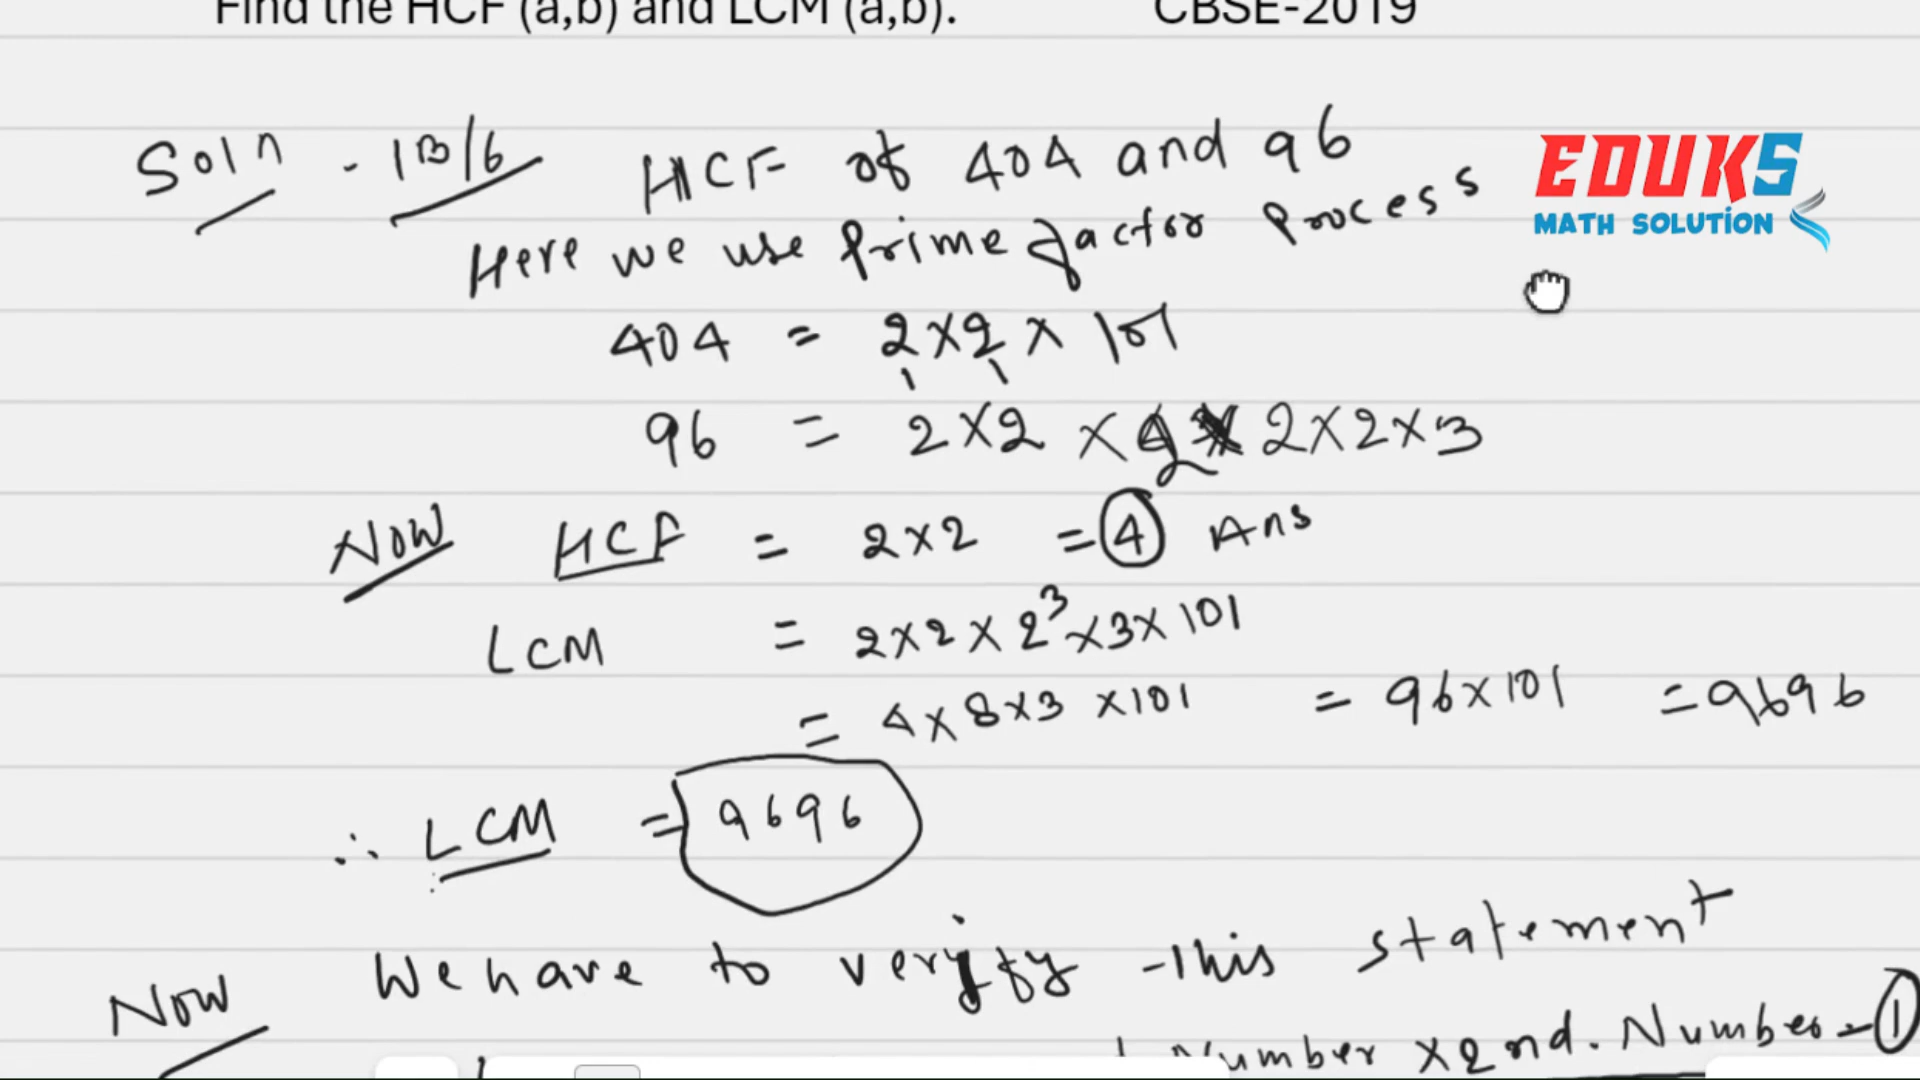 Find the HCF (a,b) and LCM (a,b). CBSE-2019
Soln - 1B/6 HCF of 404 and 96
EDUKS
MATH SOLUTION
Here we use Prime factor Process
404 = 2×2×101
96 = 2×2×2×2×2×3
Now HCF = 2×2 = 4 Ans
LCM = 2×2×2³×3×101
= 4×8×3×101 = 96×101 = 9696
∴ LCM = 9696
Now We have to verify this statement
Number × 2nd. Number - 1